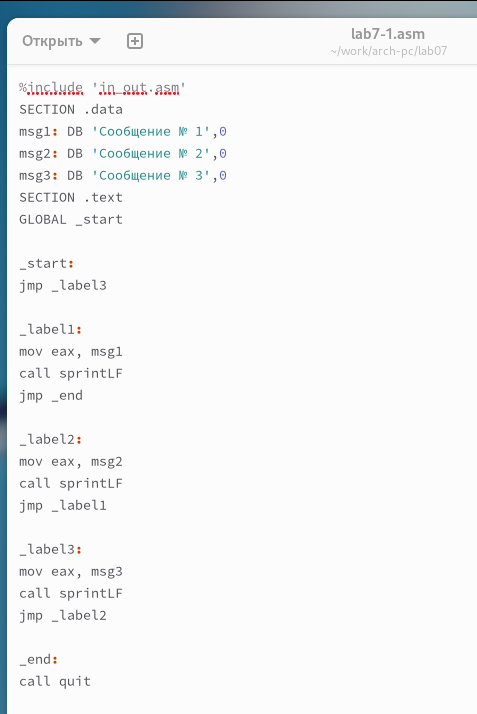 Открыть
lab7-1.asm
~/work/arch-pc/lab07
%include 'in_out.asm'
SECTION .data
msg1: DB 'Сообщение № 1',0
msg2: DB 'Сообщение № 2',0
msg3: DB 'Сообщение № 3',0
SECTION .text
GLOBAL _start

_start:
jmp _label3

_label1:
mov eax, msg1
call sprintLF
jmp _end

_label2:
mov eax, msg2
call sprintLF
jmp _label1

_label3:
mov eax, msg3
call sprintLF
jmp _label2

_end:
call quit